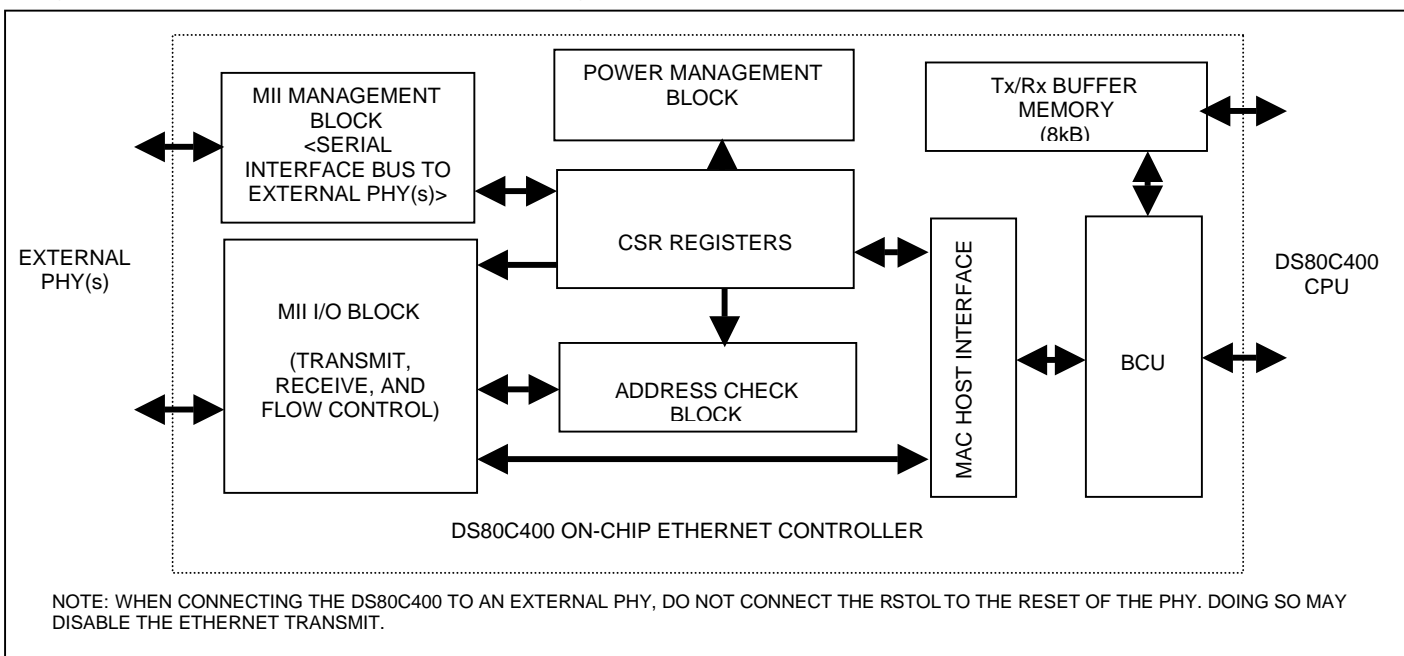 MII MANAGEMENT
BLOCK
<SERIAL
INTERFACE BUS TO
EXTERNAL PHY(s)>
POWER MANAGEMENT
BLOCK
Tx/Rx BUFFER
MEMORY
(8kB)
CSR REGISTERS
EXTERNAL
PHY(s)
MII I/O BLOCK
(TRANSMIT,
RECEIVE, AND
FLOW CONTROL)
ADDRESS CHECK
BLOCK
MAC HOST INTERFACE
BCU
DS80C400
CPU
DS80C400 ON-CHIP ETHERNET CONTROLLER
NOTE: WHEN CONNECTING THE DS80C400 TO AN EXTERNAL PHY, DO NOT CONNECT THE RSTOL TO THE RESET OF THE PHY. DOING SO MAY
DISABLE THE ETHERNET TRANSMIT.